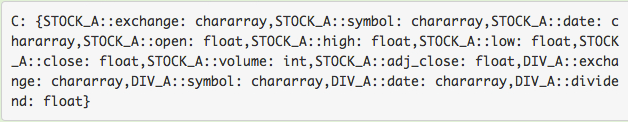 C: {STOCK_A::exchange: chararray,STOCK_A::symbol: chararray,STOCK_A::date: c
hararray,STOCK_A::open: float,STOCK_A::high: float,STOCK_A::low: float,STOCK
_A::close: float,STOCK_A::volume: int,STOCK_A::adj_close: float,DIV_A::excha
nge: chararray,DIV_A::symbol: chararray,DIV_A::date: chararray,DIV_A::divide
nd: float}